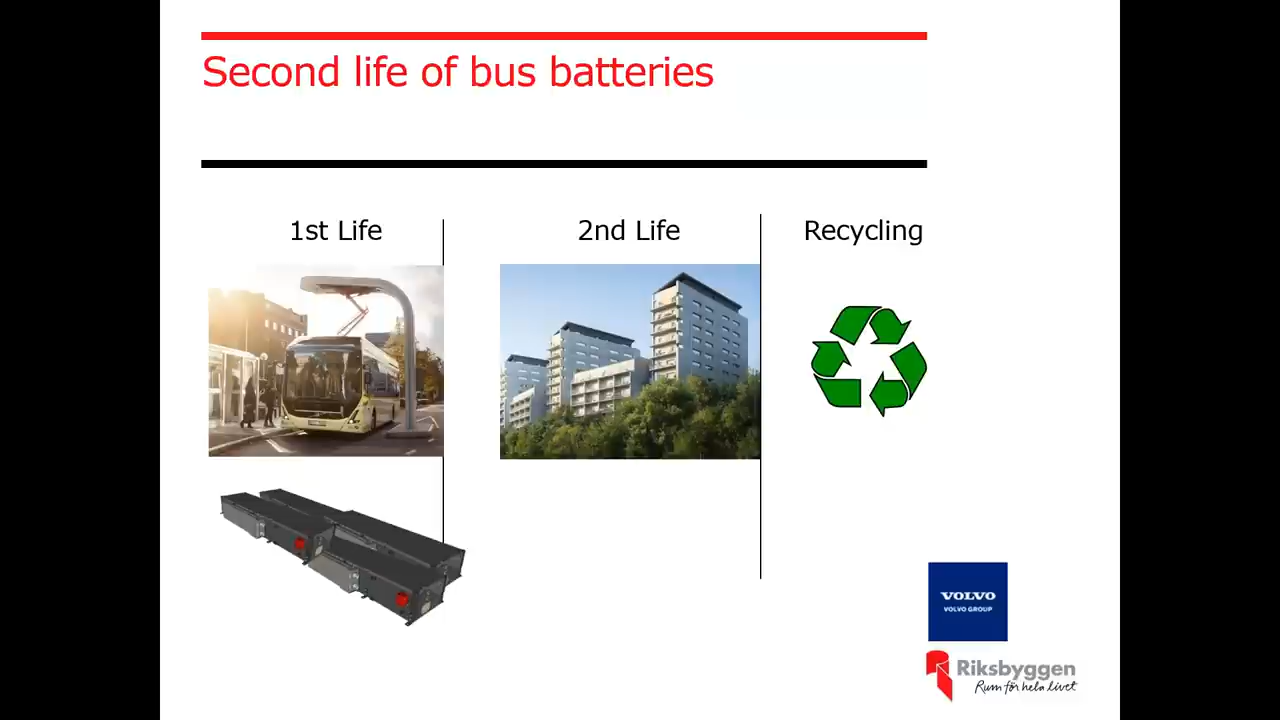 Second life of bus batteries
1st Life
2nd Life
Recycling
VOLVO
VOLVO GROUP
Riksbyggen
Rum för hela livet